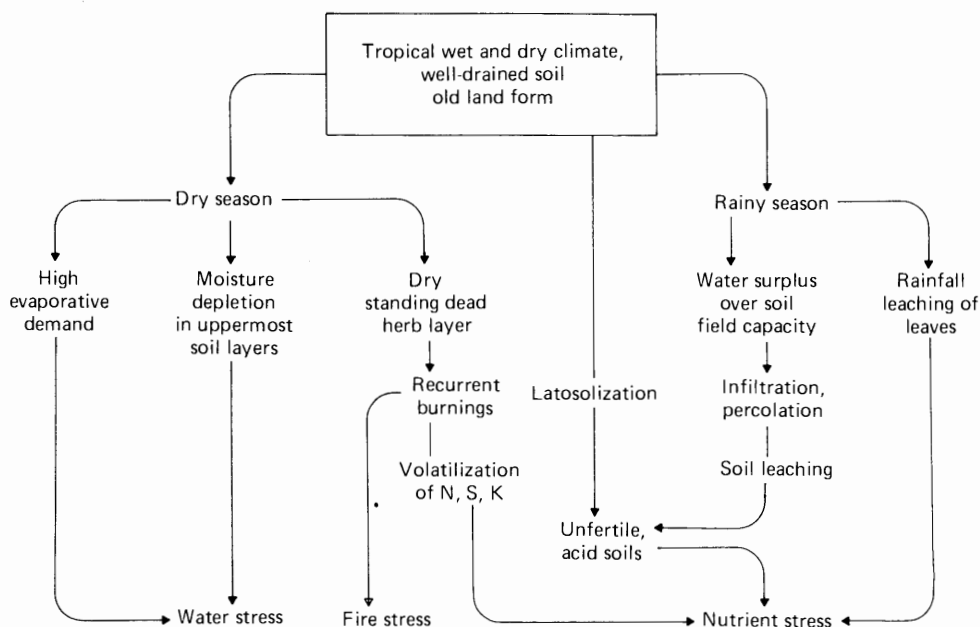 Tropical wet and dry climate,
well-drained soil
old land form
Dry season
Rainy season
High
evaporative
demand
Moisture
depletion
in uppermost
soil layers
Dry
standing dead
herb layer
Water surplus
over soil
field capacity
Rainfall
leaching of
leaves
Recurrent
burnings
Latosolization
Infiltration,
percolation
Volatilization
of N, S, K
Soil leaching
Unfertile,
acid soils
Water stress
Fire stress
Nutrient stress